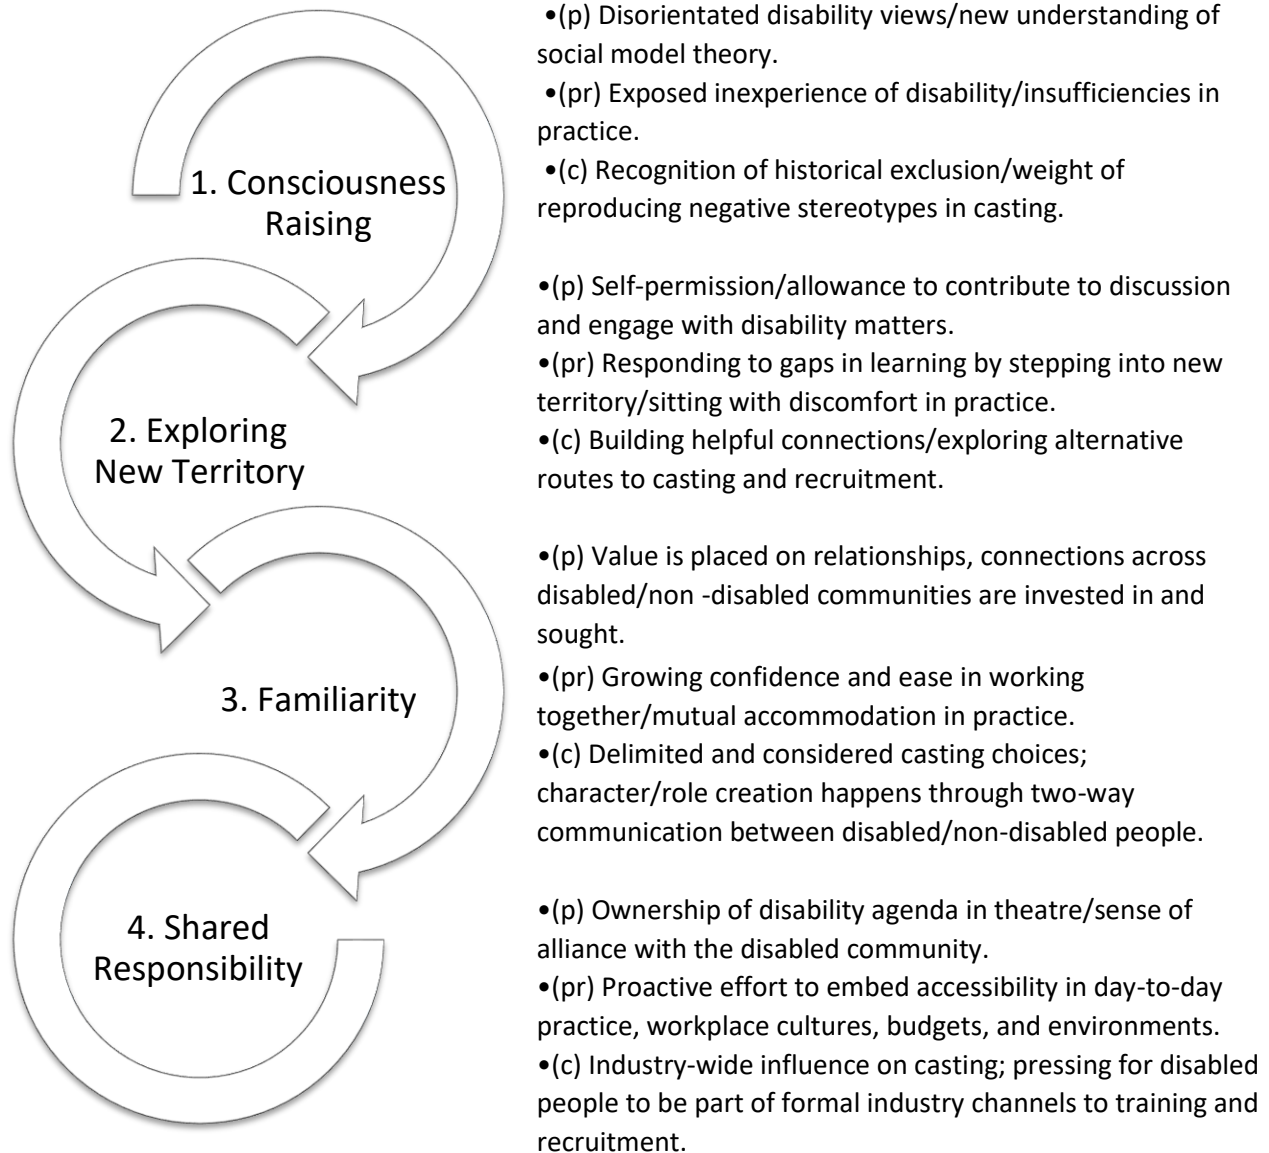 1. Consciousness
Raising
•(p) Disorientated disability views/new understanding of
social model theory.
•(pr) Exposed inexperience of disability/insufficiencies in
practice.
•(c) Recognition of historical exclusion/weight of
reproducing negative stereotypes in casting.
2. Exploring
New Territory
•(p) Self-permission/allowance to contribute to discussion
and engage with disability matters.
•(pr) Responding to gaps in learning by stepping into new
territory/sitting with discomfort in practice.
•(c) Building helpful connections/exploring alternative
routes to casting and recruitment.
3. Familiarity
•(p) Value is placed on relationships, connections across
disabled/non -disabled communities are invested in and
sought.
•(pr) Growing confidence and ease in working
together/mutual accommodation in practice.
•(c) Delimited and considered casting choices;
character/role creation happens through two-way
communication between disabled/non-disabled people.
4. Shared
Responsibility
•(p) Ownership of disability agenda in theatre/sense of
alliance with the disabled community.
•(pr) Proactive effort to embed accessibility in day-to-day
practice, workplace cultures, budgets, and environments.
•(c) Industry-wide influence on casting; pressing for disabled
people to be part of formal industry channels to training and
recruitment.